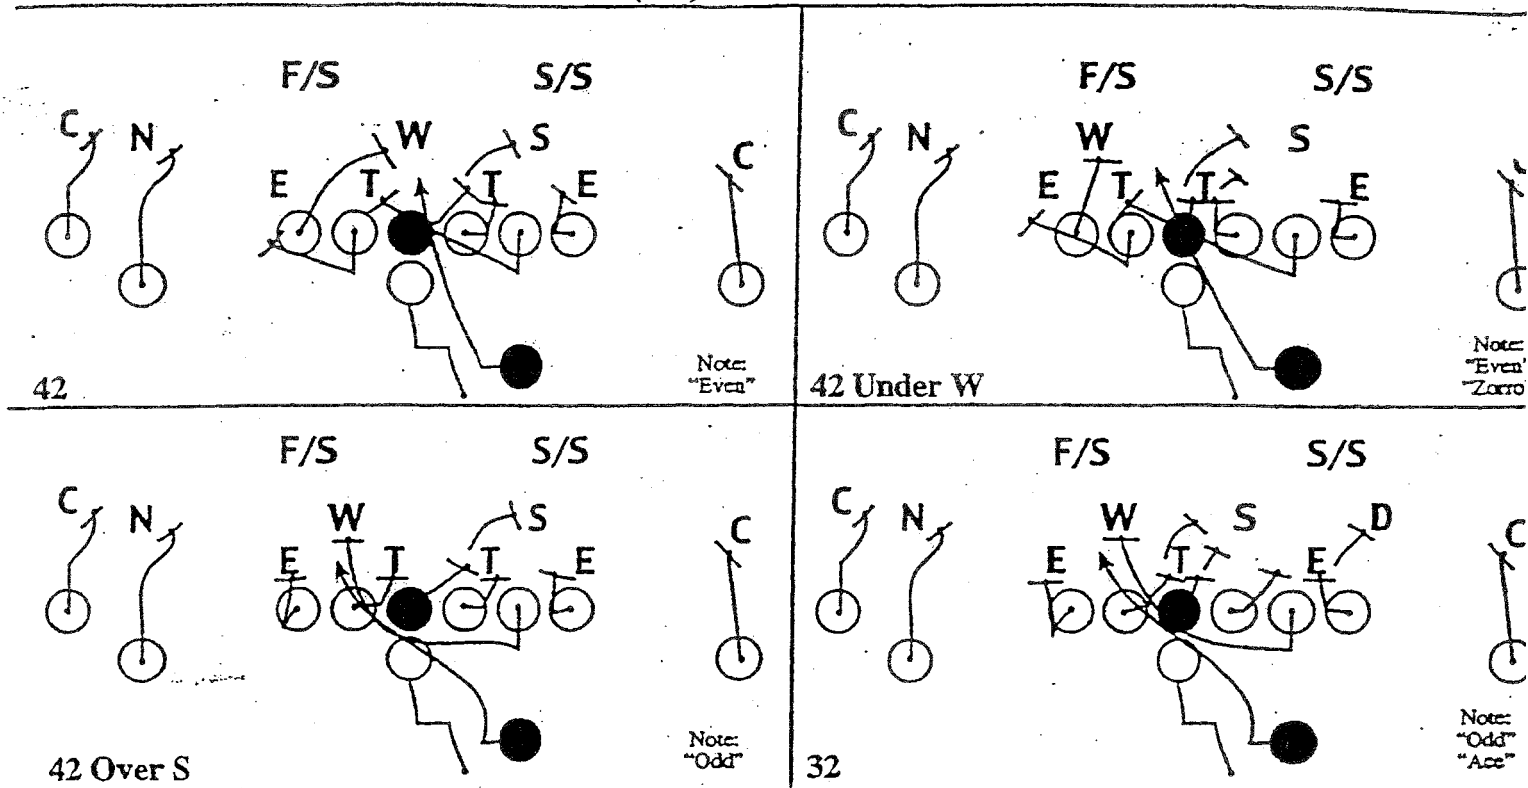 F/S S/S
C N W S C
E T T E
Note:
42 "Even"
F/S S/S
C N W S
E T T E
Note:
"Even"
42 Under W "Zorro
F/S S/S
C N W S C
E T T E
Note:
42 Over S "Odd"
F/S S/S
C N W S D C
E T E
Note:
"Odd"
32 "Ace"